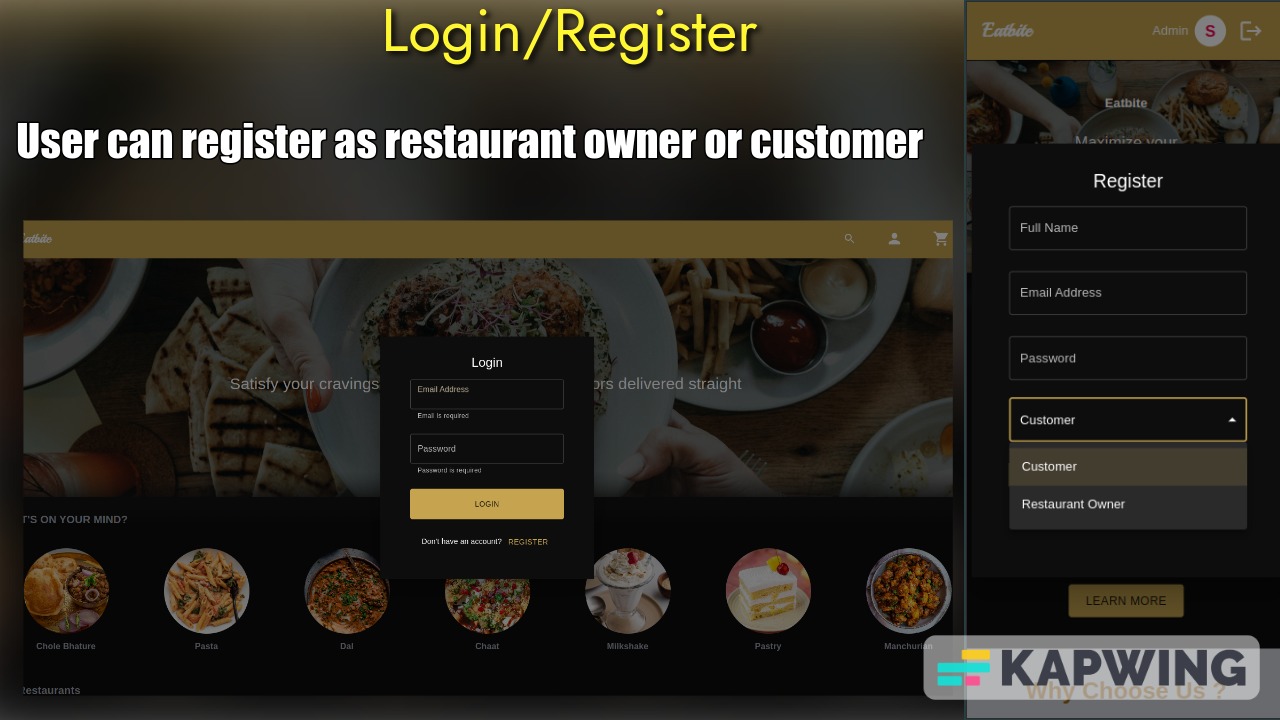 Login/Register
User can register as restaurant owner or customer
Eatbite
Satisfy your cravings
ors delivered straight
Login
Email Address
Email is required
Password
Password is required
LOGIN
Don't have an account? REGISTER
T'S ON YOUR MIND?
Chole Bhature
Pasta
Dal
Chaat
Milkshake
Pastry
Manchurian
Restaurants
Eatbite
Admin
S
Eatbite
Maximize your
Register
Full Name
Email Address
Password
Customer
Customer
Restaurant Owner
LEARN MORE
KAPWING
Why Choose Us ?